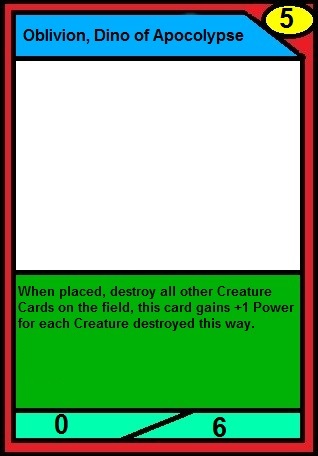 Oblivion, Dino of Apocolypse
5
When placed, destroy all other Creature
Cards on the field, this card gains +1 Power
for each Creature destroyed this way.
0 / 6